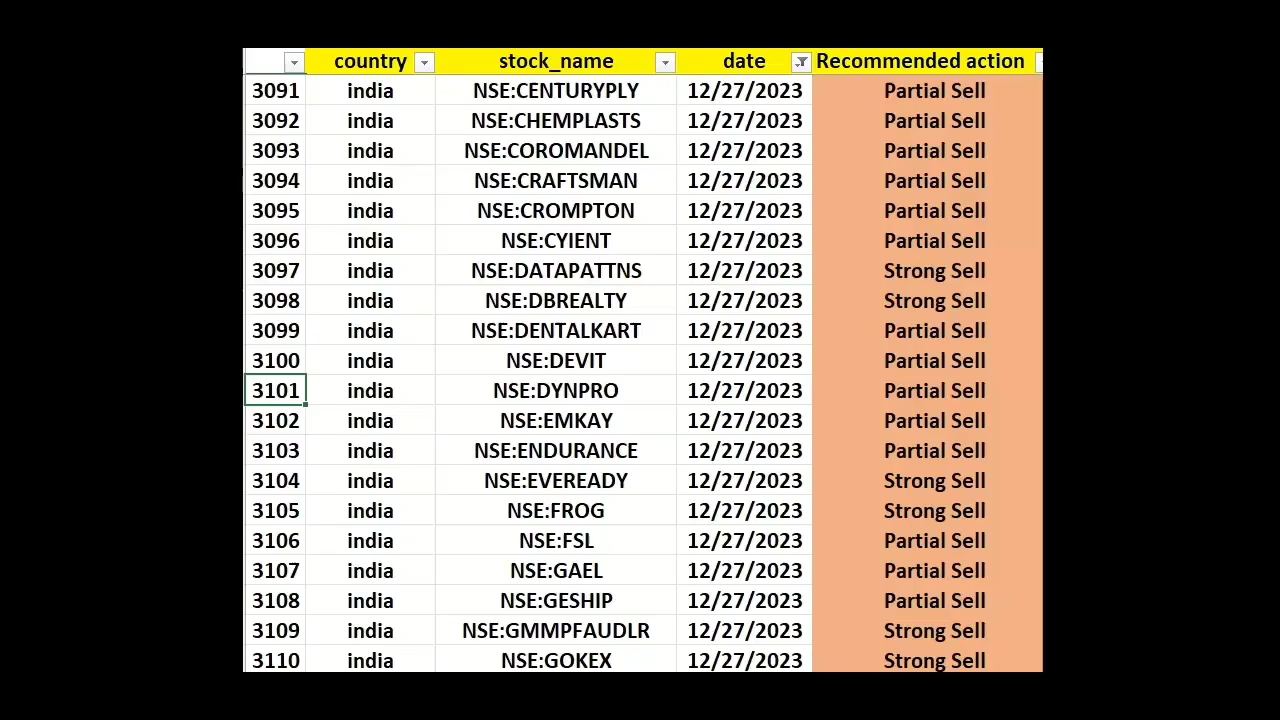 country stock_name date Recommended action
3091 india NSE:CENTURYPLY 12/27/2023 Partial Sell
3092 india NSE:CHEMPLASTS 12/27/2023 Partial Sell
3093 india NSE:COROMANDEL 12/27/2023 Partial Sell
3094 india NSE:CRAFTSMAN 12/27/2023 Partial Sell
3095 india NSE:CROMPTON 12/27/2023 Partial Sell
3096 india NSE:CYIENT 12/27/2023 Partial Sell
3097 india NSE:DATAPATTNS 12/27/2023 Strong Sell
3098 india NSE:DBREALTY 12/27/2023 Strong Sell
3099 india NSE:DENTALKART 12/27/2023 Partial Sell
3100 india NSE:DEVIT 12/27/2023 Partial Sell
3101 india NSE:DYNPRO 12/27/2023 Partial Sell
3102 india NSE:EMKAY 12/27/2023 Partial Sell
3103 india NSE:ENDURANCE 12/27/2023 Partial Sell
3104 india NSE:EVEREADY 12/27/2023 Strong Sell
3105 india NSE:FROG 12/27/2023 Strong Sell
3106 india NSE:FSL 12/27/2023 Partial Sell
3107 india NSE:GAEL 12/27/2023 Partial Sell
3108 india NSE:GESHIP 12/27/2023 Partial Sell
3109 india NSE:GMMPFAUDLR 12/27/2023 Strong Sell
3110 india NSE:GOKEX 12/27/2023 Strong Sell